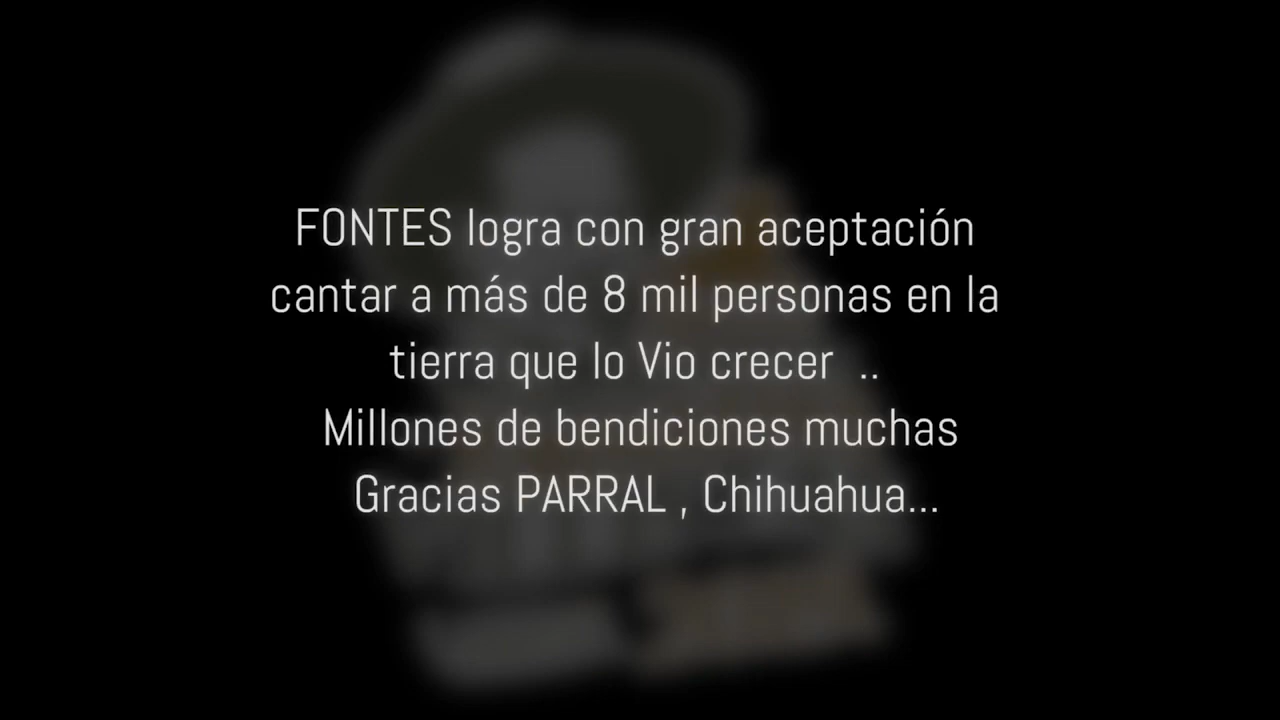 FONTES logra con gran aceptación
cantar a más de 8 mil personas en la
tierra que lo Vio crecer ..
Millones de bendiciones muchas
Gracias PARRAL , Chihuahua...